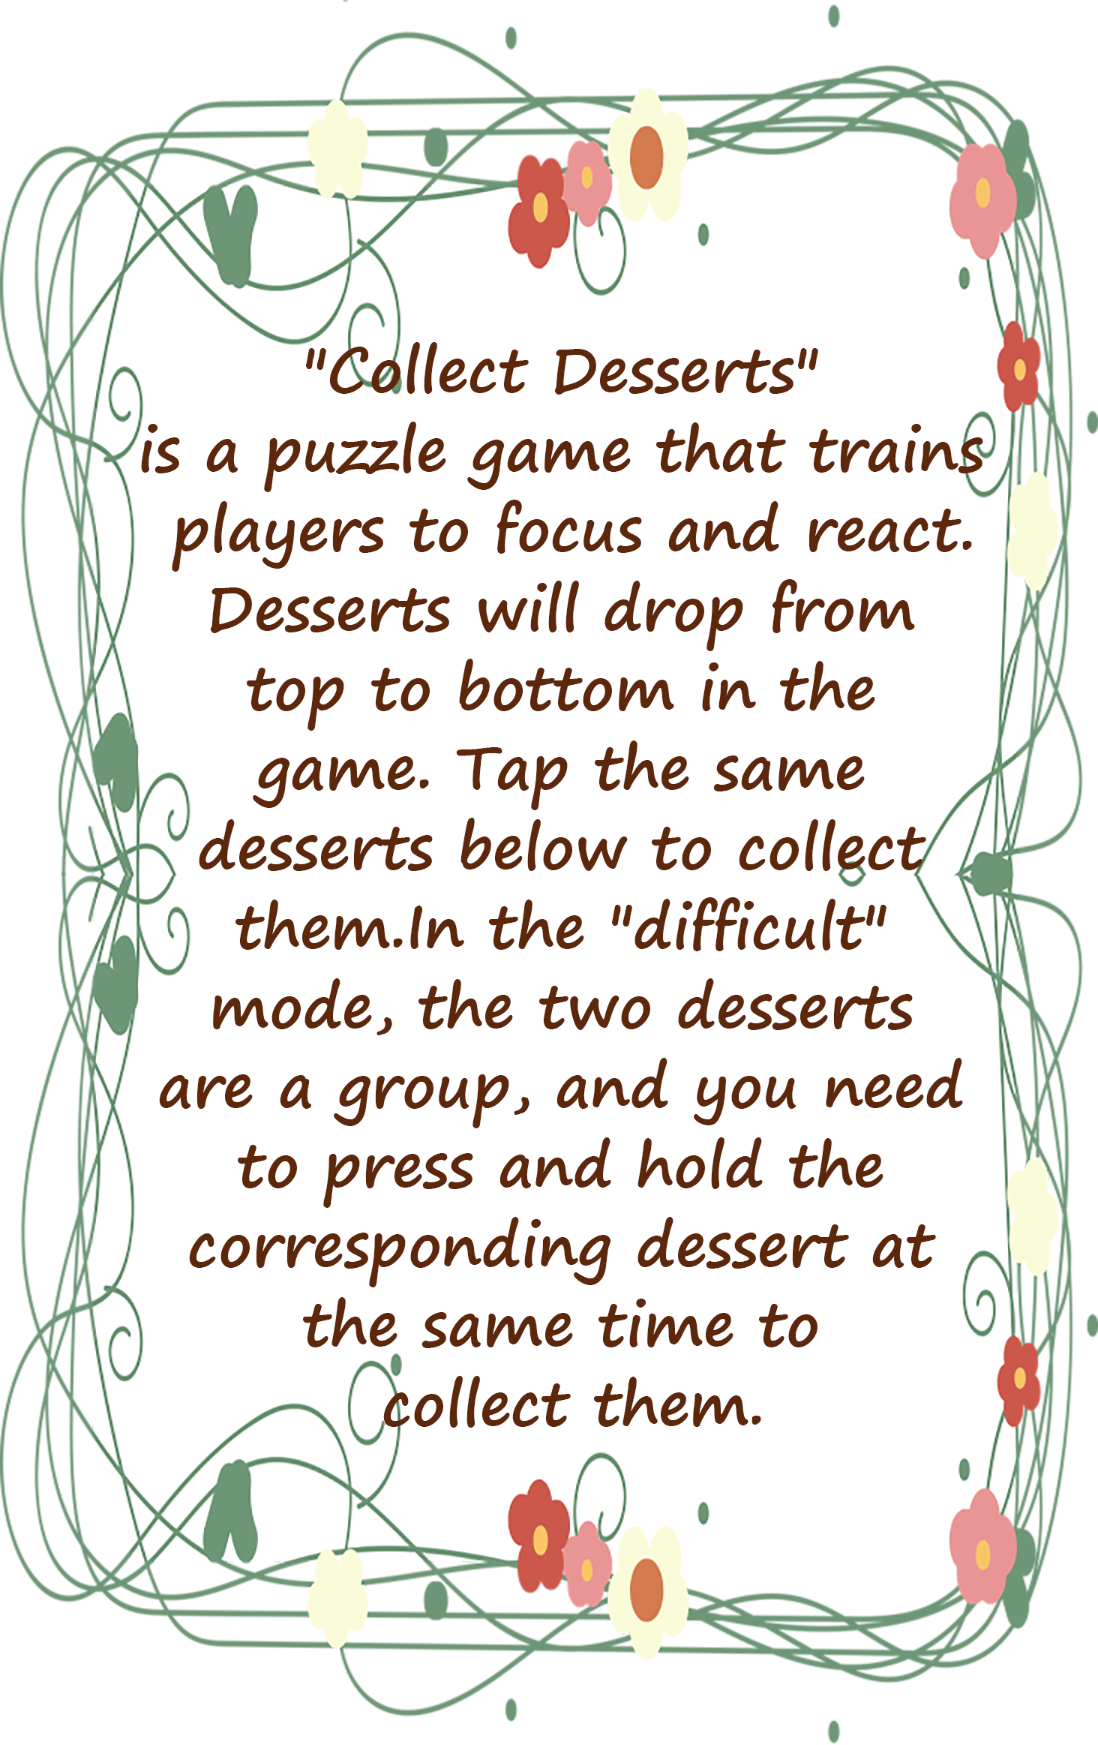 "Collect Desserts"
is a puzzle game that trains
players to focus and react.
Desserts will drop from
top to bottom in the
game. Tap the same
desserts below to collect
them.In the "difficult"
mode, the two desserts
are a group, and you need
to press and hold the
corresponding dessert at
the same time to
collect them.